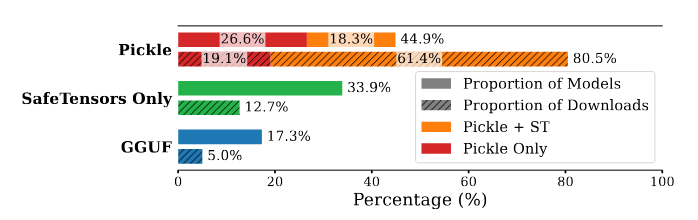 Pickle
26.6% 18.3% 44.9%
19.1% 61.4% 80.5%
SafeTensors Only
33.9%
12.7%
GGUF
17.3%
5.0%
Proportion of Models
Proportion of Downloads
Pickle + ST
Pickle Only
0 20 40 60 80 100
Percentage (%)